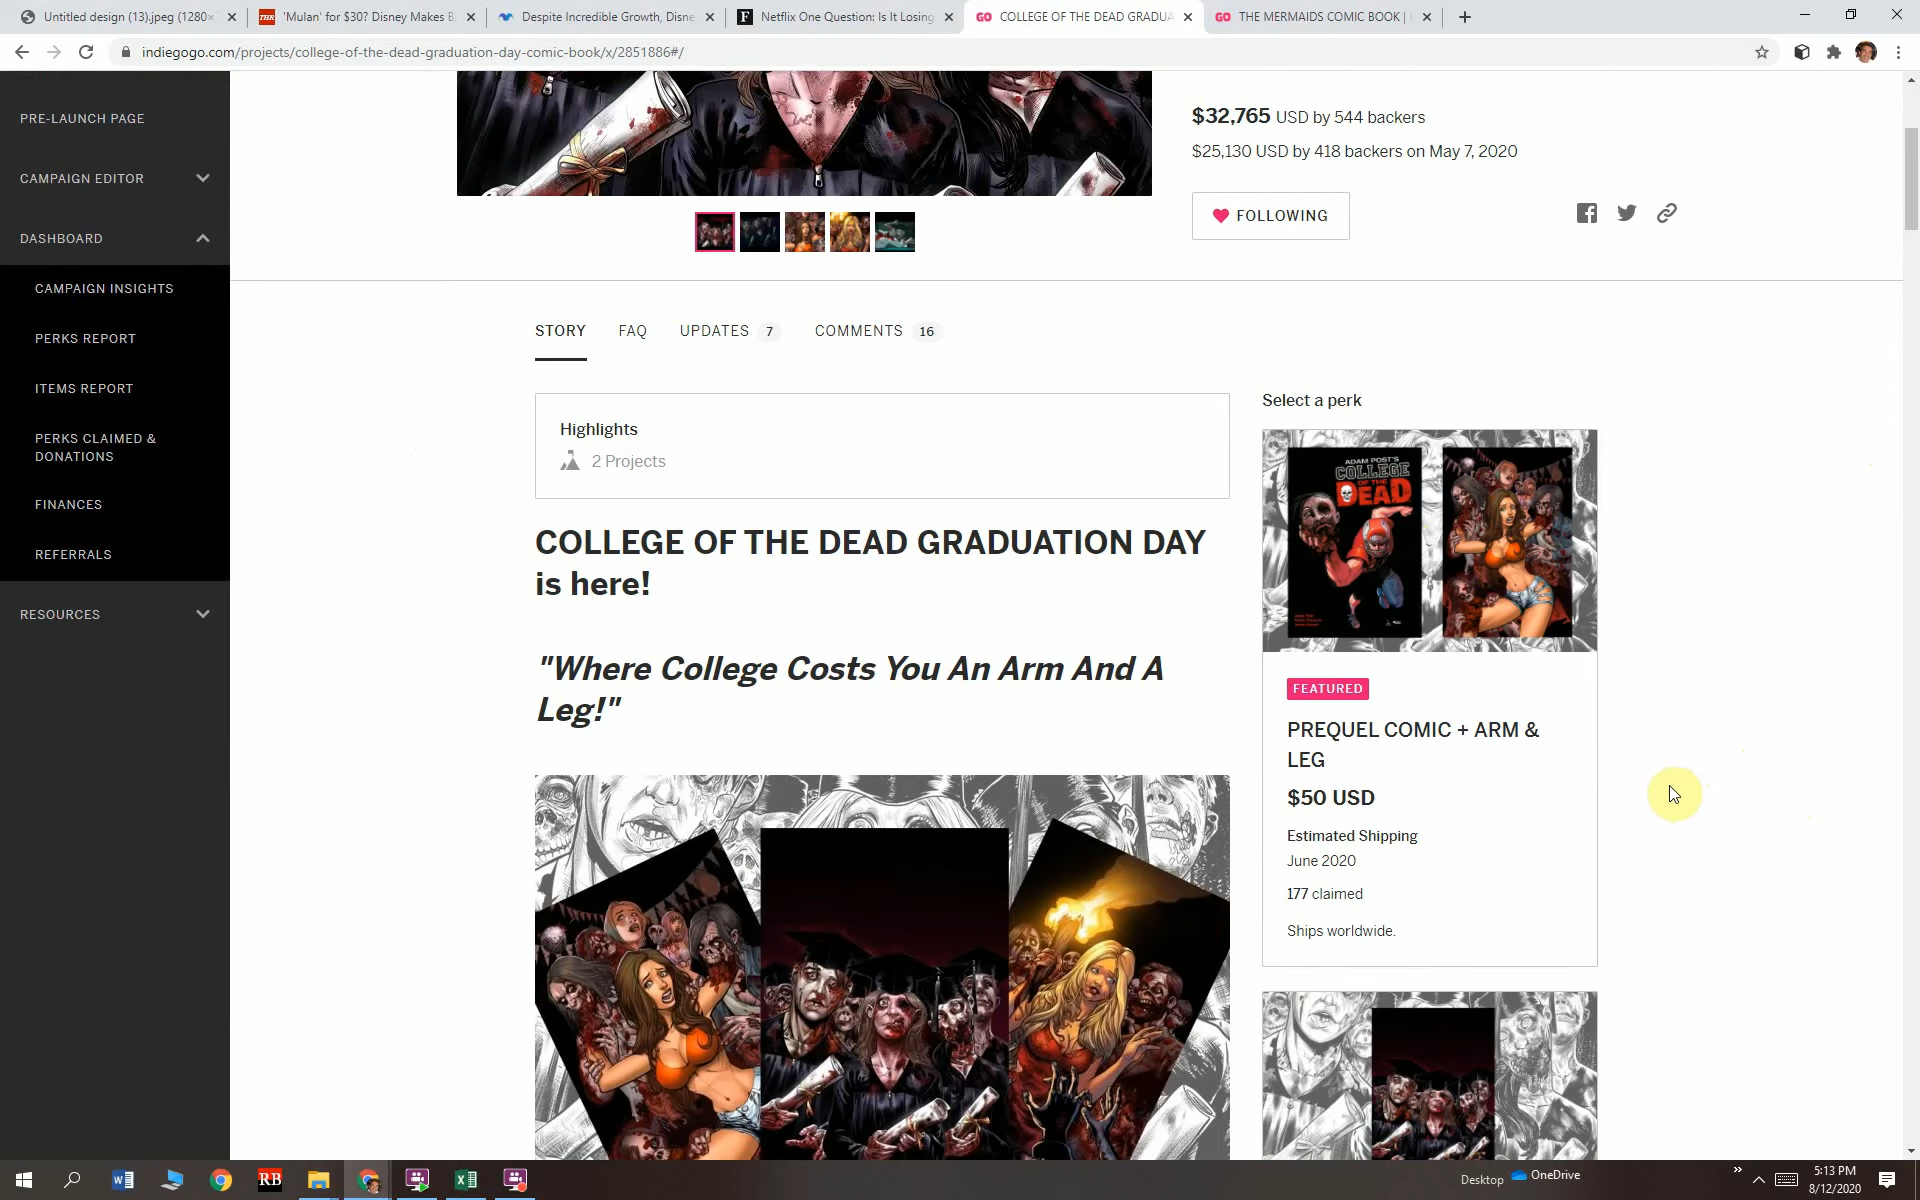 Untitled design (13).jpeg (1280×
THR 'Mulan' for $30? Disney Makes B
Despite Incredible Growth, Disne
F Netflix One Question: Is It Losing
GO COLLEGE OF THE DEAD GRADUA
GO THE MERMAIDS COMIC BOOK |
indiegogo.com/projects/college-of-the-dead-graduation-day-comic-book/x/2851886#/
PRE-LAUNCH PAGE
CAMPAIGN EDITOR
DASHBOARD
CAMPAIGN INSIGHTS
PERKS REPORT
ITEMS REPORT
PERKS CLAIMED &
DONATIONS
FINANCES
REFERRALS
RESOURCES
$32,765 USD by 544 backers
$25,130 USD by 418 backers on May 7, 2020
FOLLOWING
STORY FAQ UPDATES 7 COMMENTS 16
Highlights
2 Projects
COLLEGE OF THE DEAD GRADUATION DAY
is here!
"Where College Costs You An Arm And A
Leg!"
Select a perk
ADAM POST'S
COLLEGE
OF THE
DEAD
FEATURED
PREQUEL COMIC + ARM &
LEG
$50 USD
Estimated Shipping
June 2020
177 claimed
Ships worldwide.
RB
Desktop
OneDrive
5:13 PM
8/12/2020